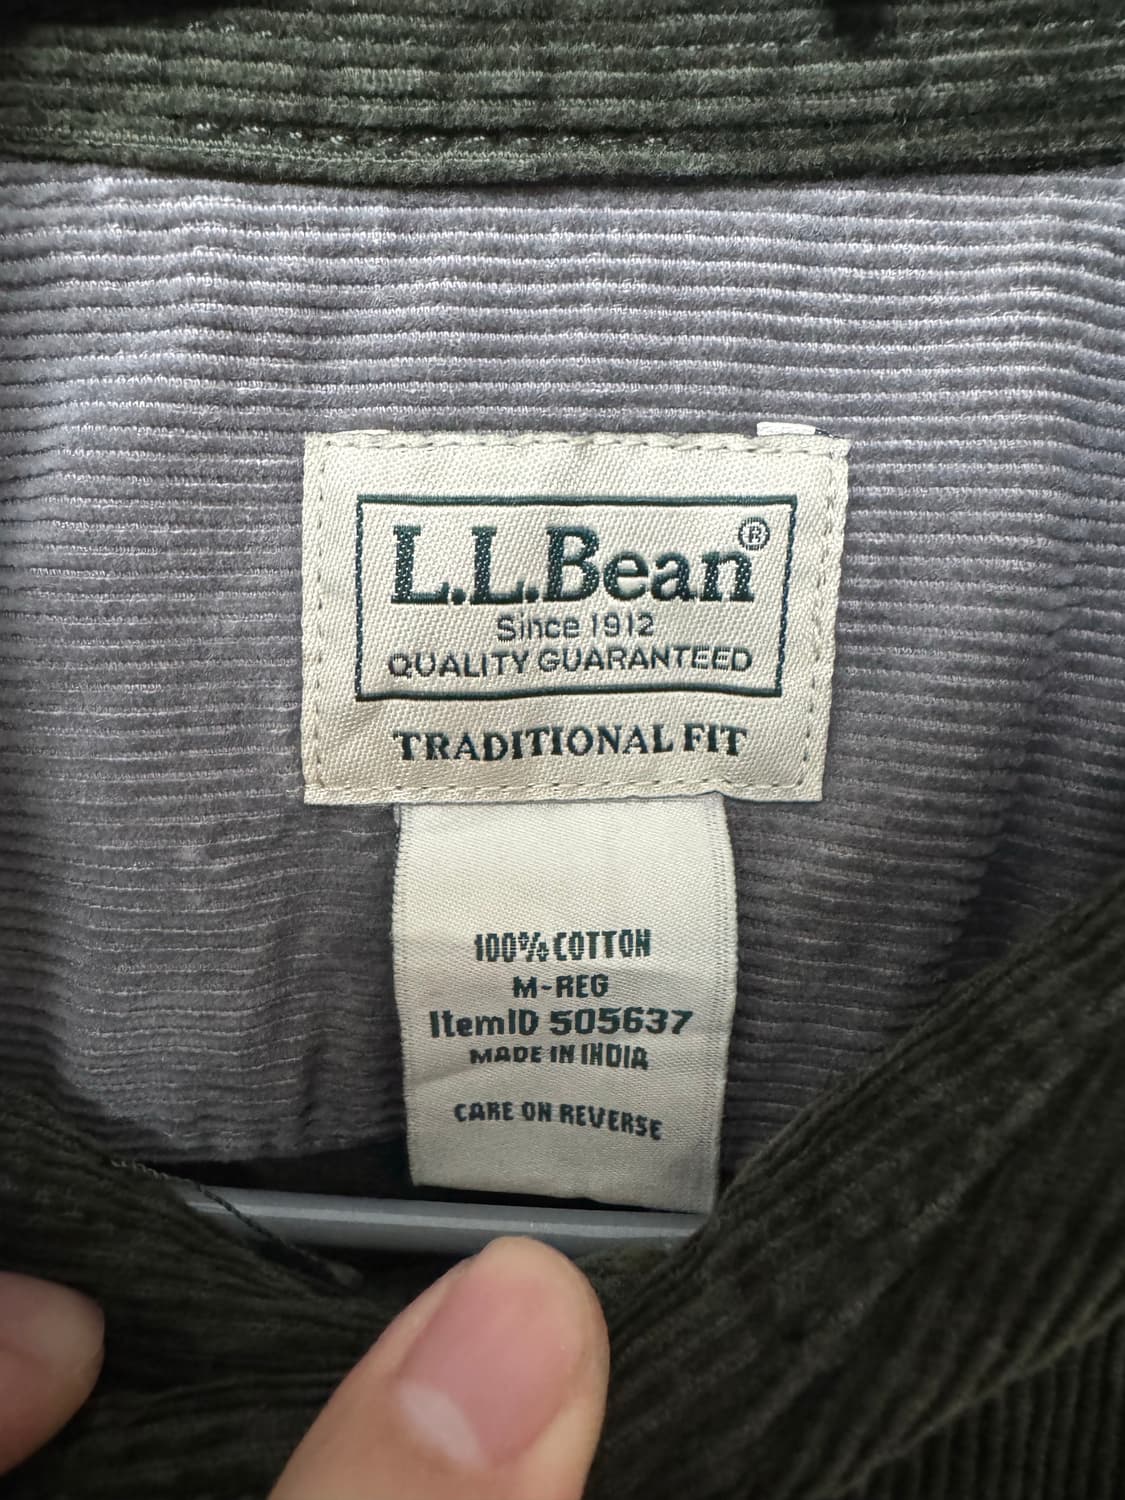 L.L.Bean®
Since 1912
QUALITY GUARANTEED
TRADITIONAL FIT
100% COTTON
M-REG
ItemID 505637
MADE IN INDIA
CARE ON REVERSE